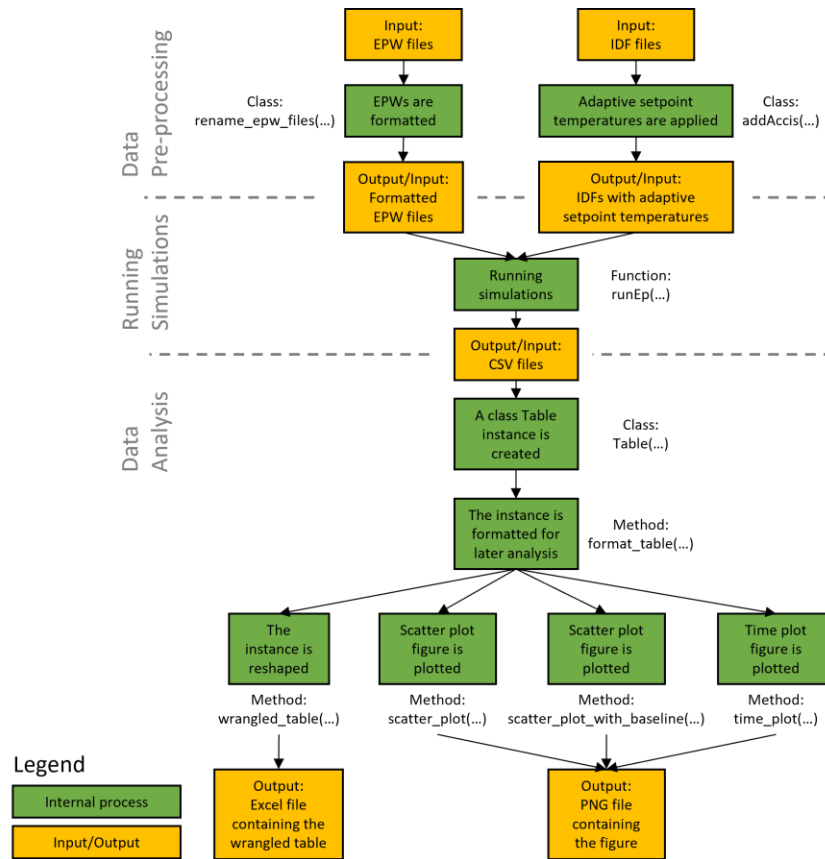 Input:
EPW files
Input:
IDF files
Data
Pre-processing
Class:
rename_epw_files(...)
EPWs are
formatted
Adaptive setpoint
temperatures are applied
Class:
addAccis(...)
Output/Input:
Formatted
EPW files
Output/Input:
IDFs with adaptive
setpoint temperatures
Running
Simulations
Running
simulations
Function:
runEp(...)
Output/Input:
CSV files
Data
Analysis
A class Table
instance is
created
Class:
Table(...)
The instance is
formatted for
later analysis
Method:
format_table(...)
The
instance is
reshaped
Scatter plot
figure is
plotted
Scatter plot
figure is
plotted
Time plot
figure is
plotted
Method:
wrangled_table(...)
Method:
scatter_plot(...)
Method:
scatter_plot_with_baseline(...)
Method:
time_plot(...)
Legend
Internal process
Input/Output
Output:
Excel file
containing the
wrangled table
Output:
PNG file
containing
the figure